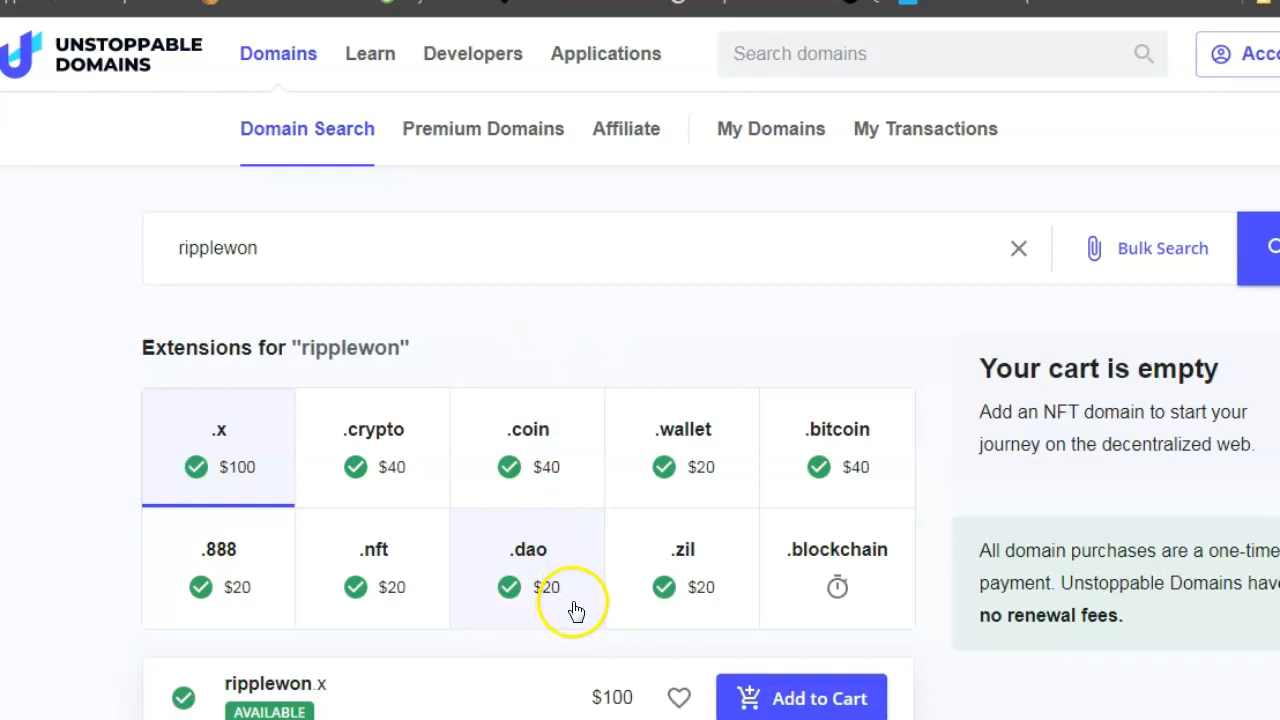 UNSTOPPABLE
DOMAINS
Domains
Learn
Developers
Applications
Search domains
Domain Search
Premium Domains
Affiliate
My Domains
My Transactions
ripplewon
Bulk Search
Extensions for "ripplewon"
.x
.crypto
.coin
.wallet
.bitcoin
$100
$40
$40
$20
$40
.888
.nft
.dao
.zil
.blockchain
$20
$20
$20
$20
Your cart is empty
Add an NFT domain to start your
journey on the decentralized web.
All domain purchases are a one-time
payment. Unstoppable Domains have
no renewal fees.
ripplewon.x
AVAILABLE
$100
Add to Cart